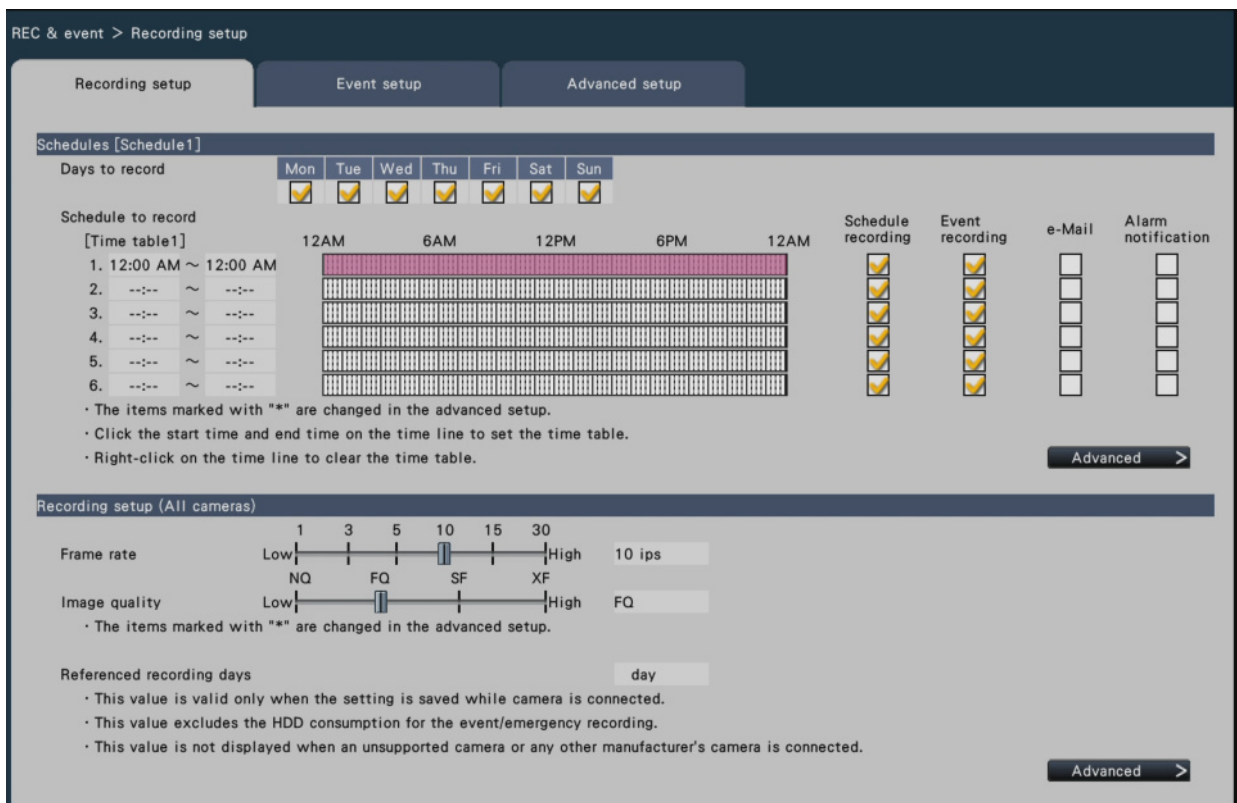 REC & event > Recording setup
Recording setup Event setup Advanced setup
Schedules [Schedule1]
Days to record Mon Tue Wed Thu Fri Sat Sun
Schedule to record
[Time table1] 12AM 6AM 12PM 6PM 12AM Schedule recording Event recording e-Mail Alarm notification
1. 12:00 AM ~ 12:00 AM
2. --:-- ~ --:--
3. --:-- ~ --:--
4. --:-- ~ --:--
5. --:-- ~ --:--
6. --:-- ~ --:--
・The items marked with "*" are changed in the advanced setup.
・Click the start time and end time on the time line to set the time table.
・Right-click on the time line to clear the time table.
Advanced >
Recording setup (All cameras)
1 3 5 10 15 30
Frame rate Low High 10 ips
NQ FQ SF XF
Image quality Low High FQ
・The items marked with "*" are changed in the advanced setup.
Referenced recording days day
・This value is valid only when the setting is saved while camera is connected.
・This value excludes the HDD consumption for the event/emergency recording.
・This value is not displayed when an unsupported camera or any other manufacturer's camera is connected.
Advanced >